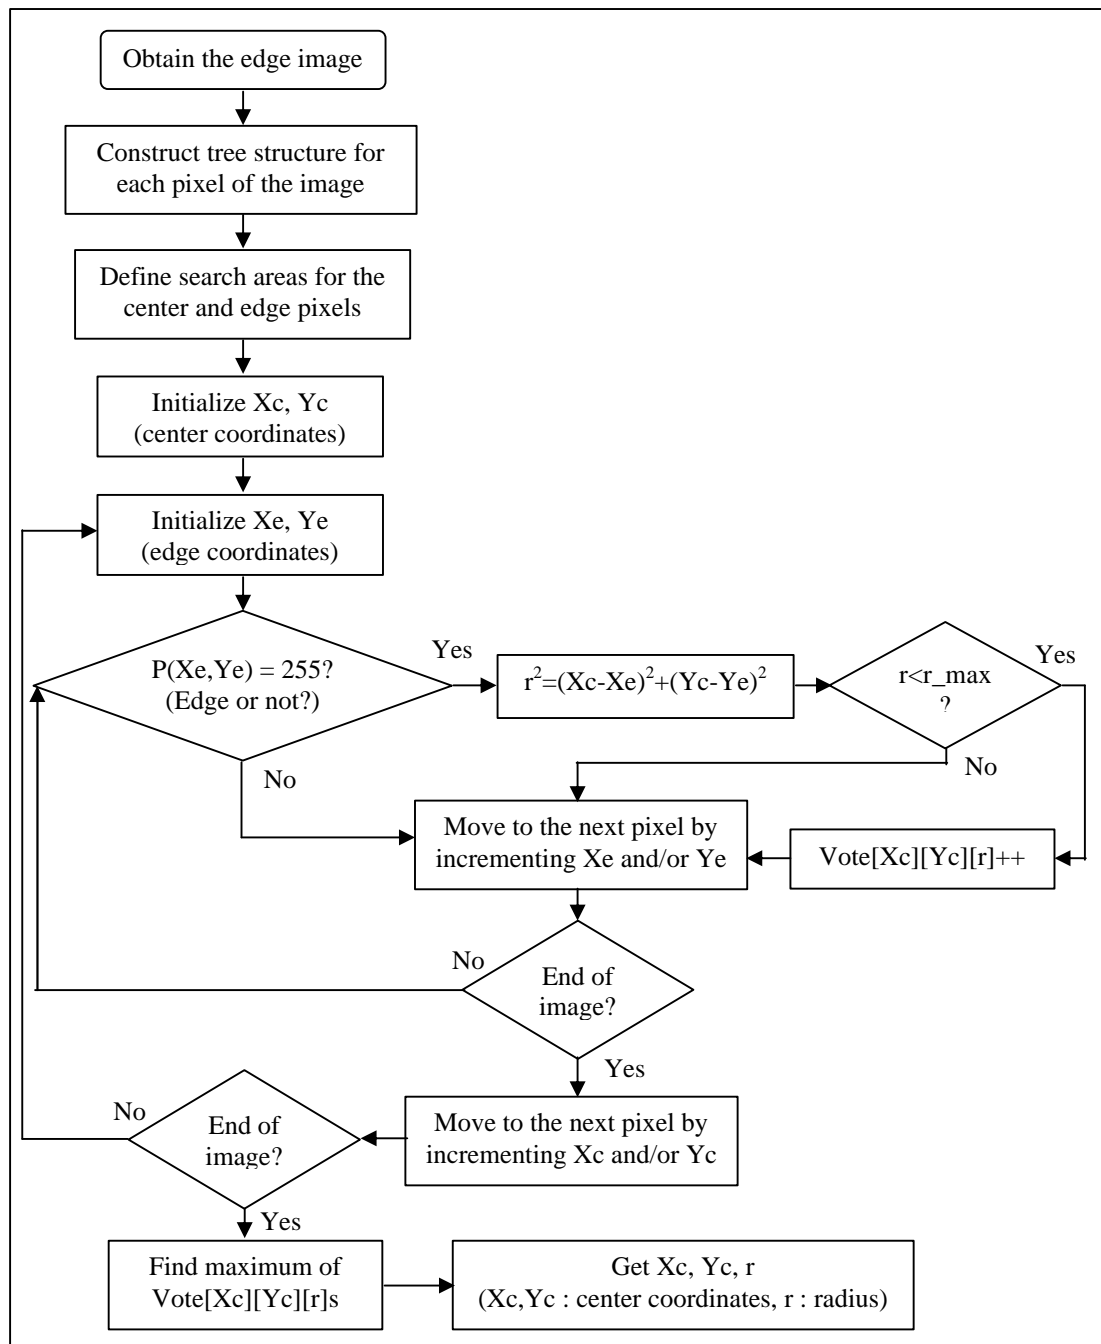 Obtain the edge image
Construct tree structure for
each pixel of the image
Define search areas for the
center and edge pixels
Initialize Xc, Yc
(center coordinates)
Initialize Xe, Ye
(edge coordinates)
P(Xe,Ye) = 255?
(Edge or not?)
Yes
No
r²=(Xc-Xe)²+(Yc-Ye)²
r<r_max
?
Yes
No
Move to the next pixel by
incrementing Xe and/or Ye
Vote[Xc][Yc][r]++
End of
image?
No
Yes
Move to the next pixel by
incrementing Xc and/or Yc
End of
image?
No
Yes
Find maximum of
Vote[Xc][Yc][r]s
Get Xc, Yc, r
(Xc,Yc : center coordinates, r : radius)